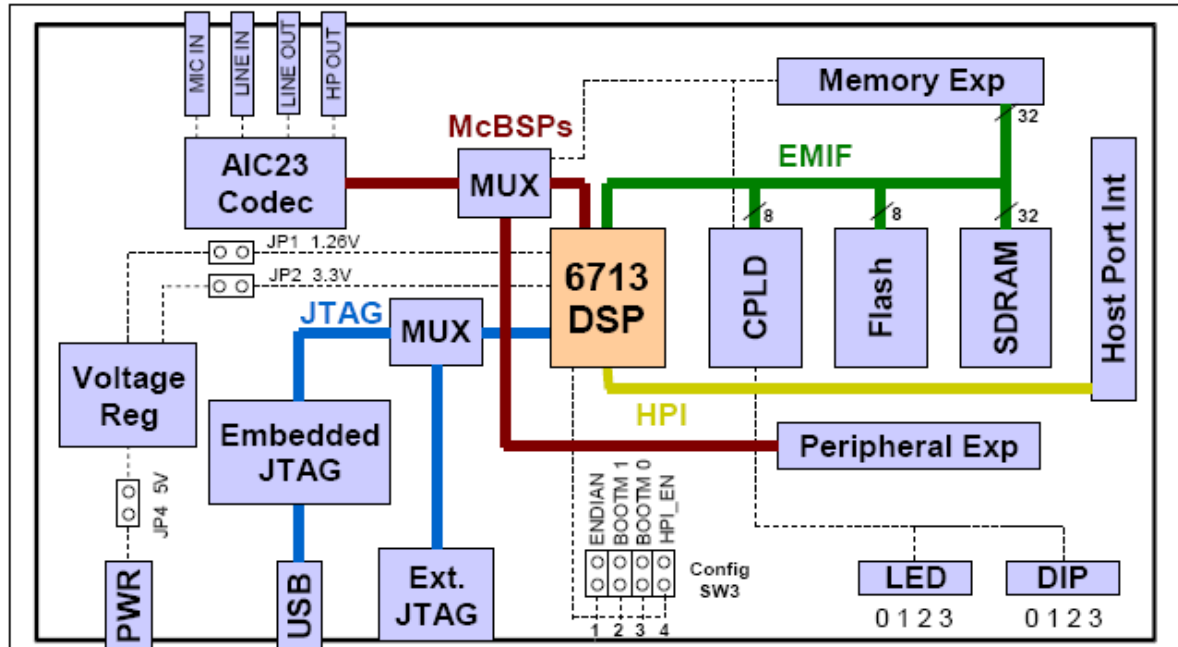 MIC IN
LINE IN
LINE OUT
HP OUT
Memory Exp
32
McBSPs
EMIF
AIC23
Codec
MUX
8
8
32
JP1 1.26V
JP2 3.3V
6713
DSP
CPLD
Flash
SDRAM
Host Port Int
JTAG
MUX
Voltage
Reg
HPI
Embedded
JTAG
Peripheral Exp
JP4 5V
ENDIAN
BOOTM 1
BOOTM 0
HPI_EN
Config
SW3
PWR
USB
Ext.
JTAG
1 2 3 4
LED
DIP
0 1 2 3
0 1 2 3